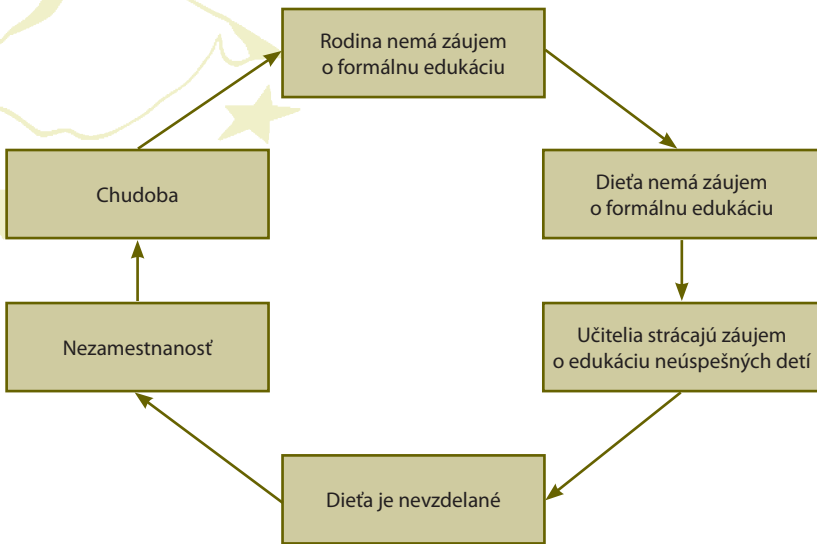 Rodina nemá záujem
o formálnu edukáciu
Dieťa nemá záujem
o formálnu edukáciu
Učitelia strácajú záujem
o edukáciu neúspešných detí
Dieťa je nevzdelané
Nezamestnanosť
Chudoba